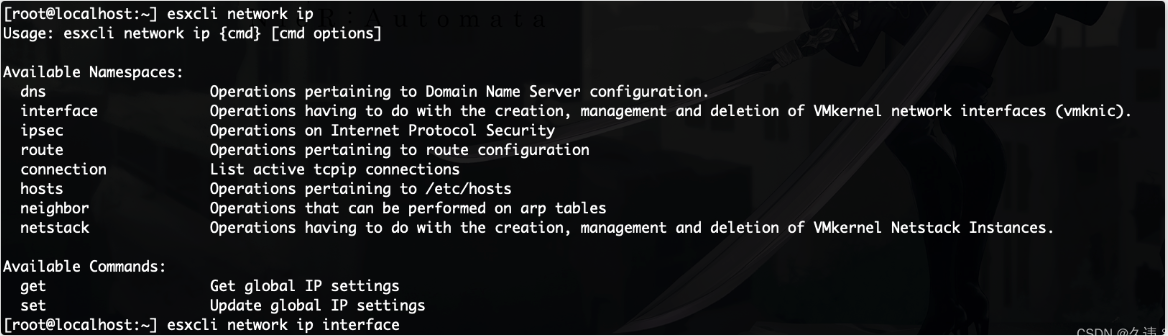 [root@localhost:~] esxcli network ip
R:Automata
Usage: esxcli network ip {cmd} [cmd options]
Available Namespaces:
dns Operations pertaining to Domain Name Server configuration.
interface Operations having to do with the creation, management and deletion of VMkernel network interfaces (vmknic).
ipsec Operations on Internet Protocol Security
route Operations pertaining to route configuration
connection List active tcpip connections
hosts Operations pertaining to /etc/hosts
neighbor Operations that can be performed on arp tables
netstack Operations having to do with the creation, management and deletion of VMkernel Netstack Instances.
Available Commands:
get Get global IP settings
set Update global IP settings
[root@localhost:~] esxcli network ip interface
CSDN @久违